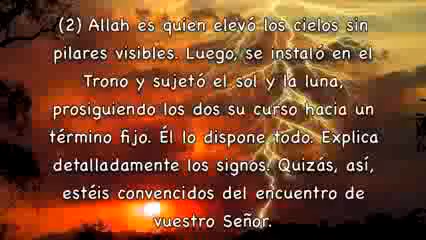 (2) Allah es quien elevó los cielos sin
pilares visibles. Luego, se instaló en el
Trono y sujetó el sol y la luna,
prosiguiendo los dos su curso hacia un
término fijo. Él lo dispone todo. Explica
detalladamente los signos. Quizás, así,
estéis convencidos del encuentro de
vuestro Señor.